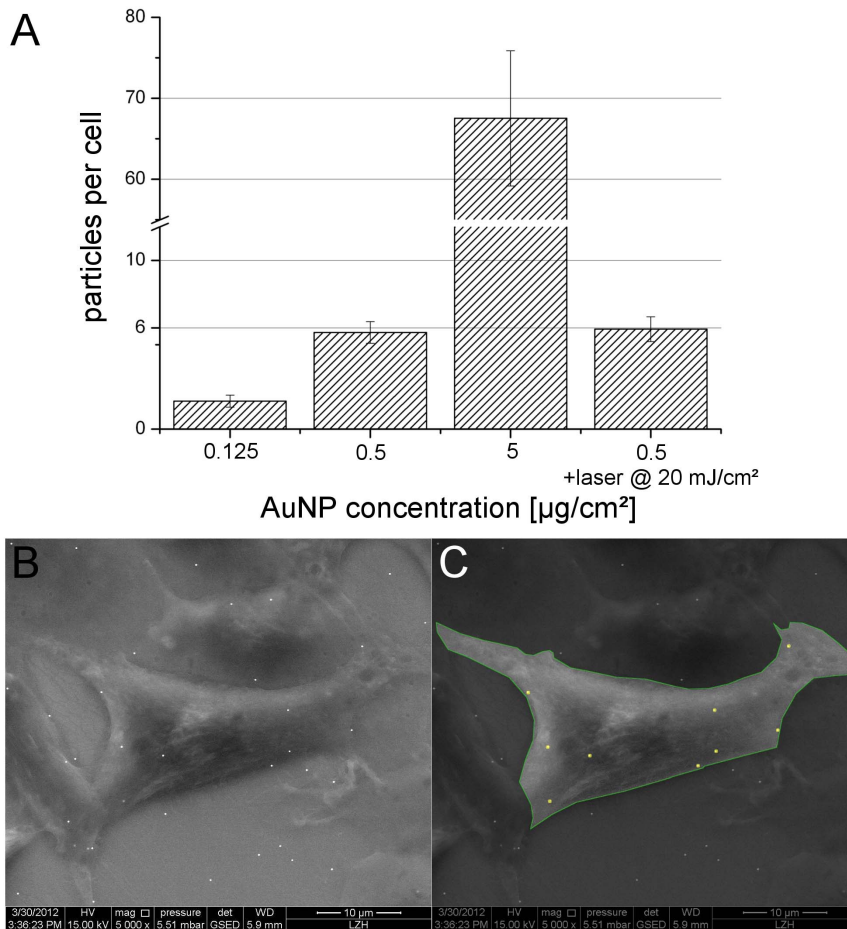 A
80
70
60
10
6
0
particles per cell
0.125
0.5
5
0.5
+laser @ 20 mJ/cm²
AuNP concentration [µg/cm²]
B
C
3/30/2012 HV mag pressure det WD 10 µm
3:36:23 PM 15.00 kV 5 000 x 5.51 mbar GSED 5.9 mm LZH
3/30/2012 HV mag pressure det WD 10 µm
3:36:23 PM 15.00 kV 5 000 x 5.51 mbar GSED 5.9 mm LZH